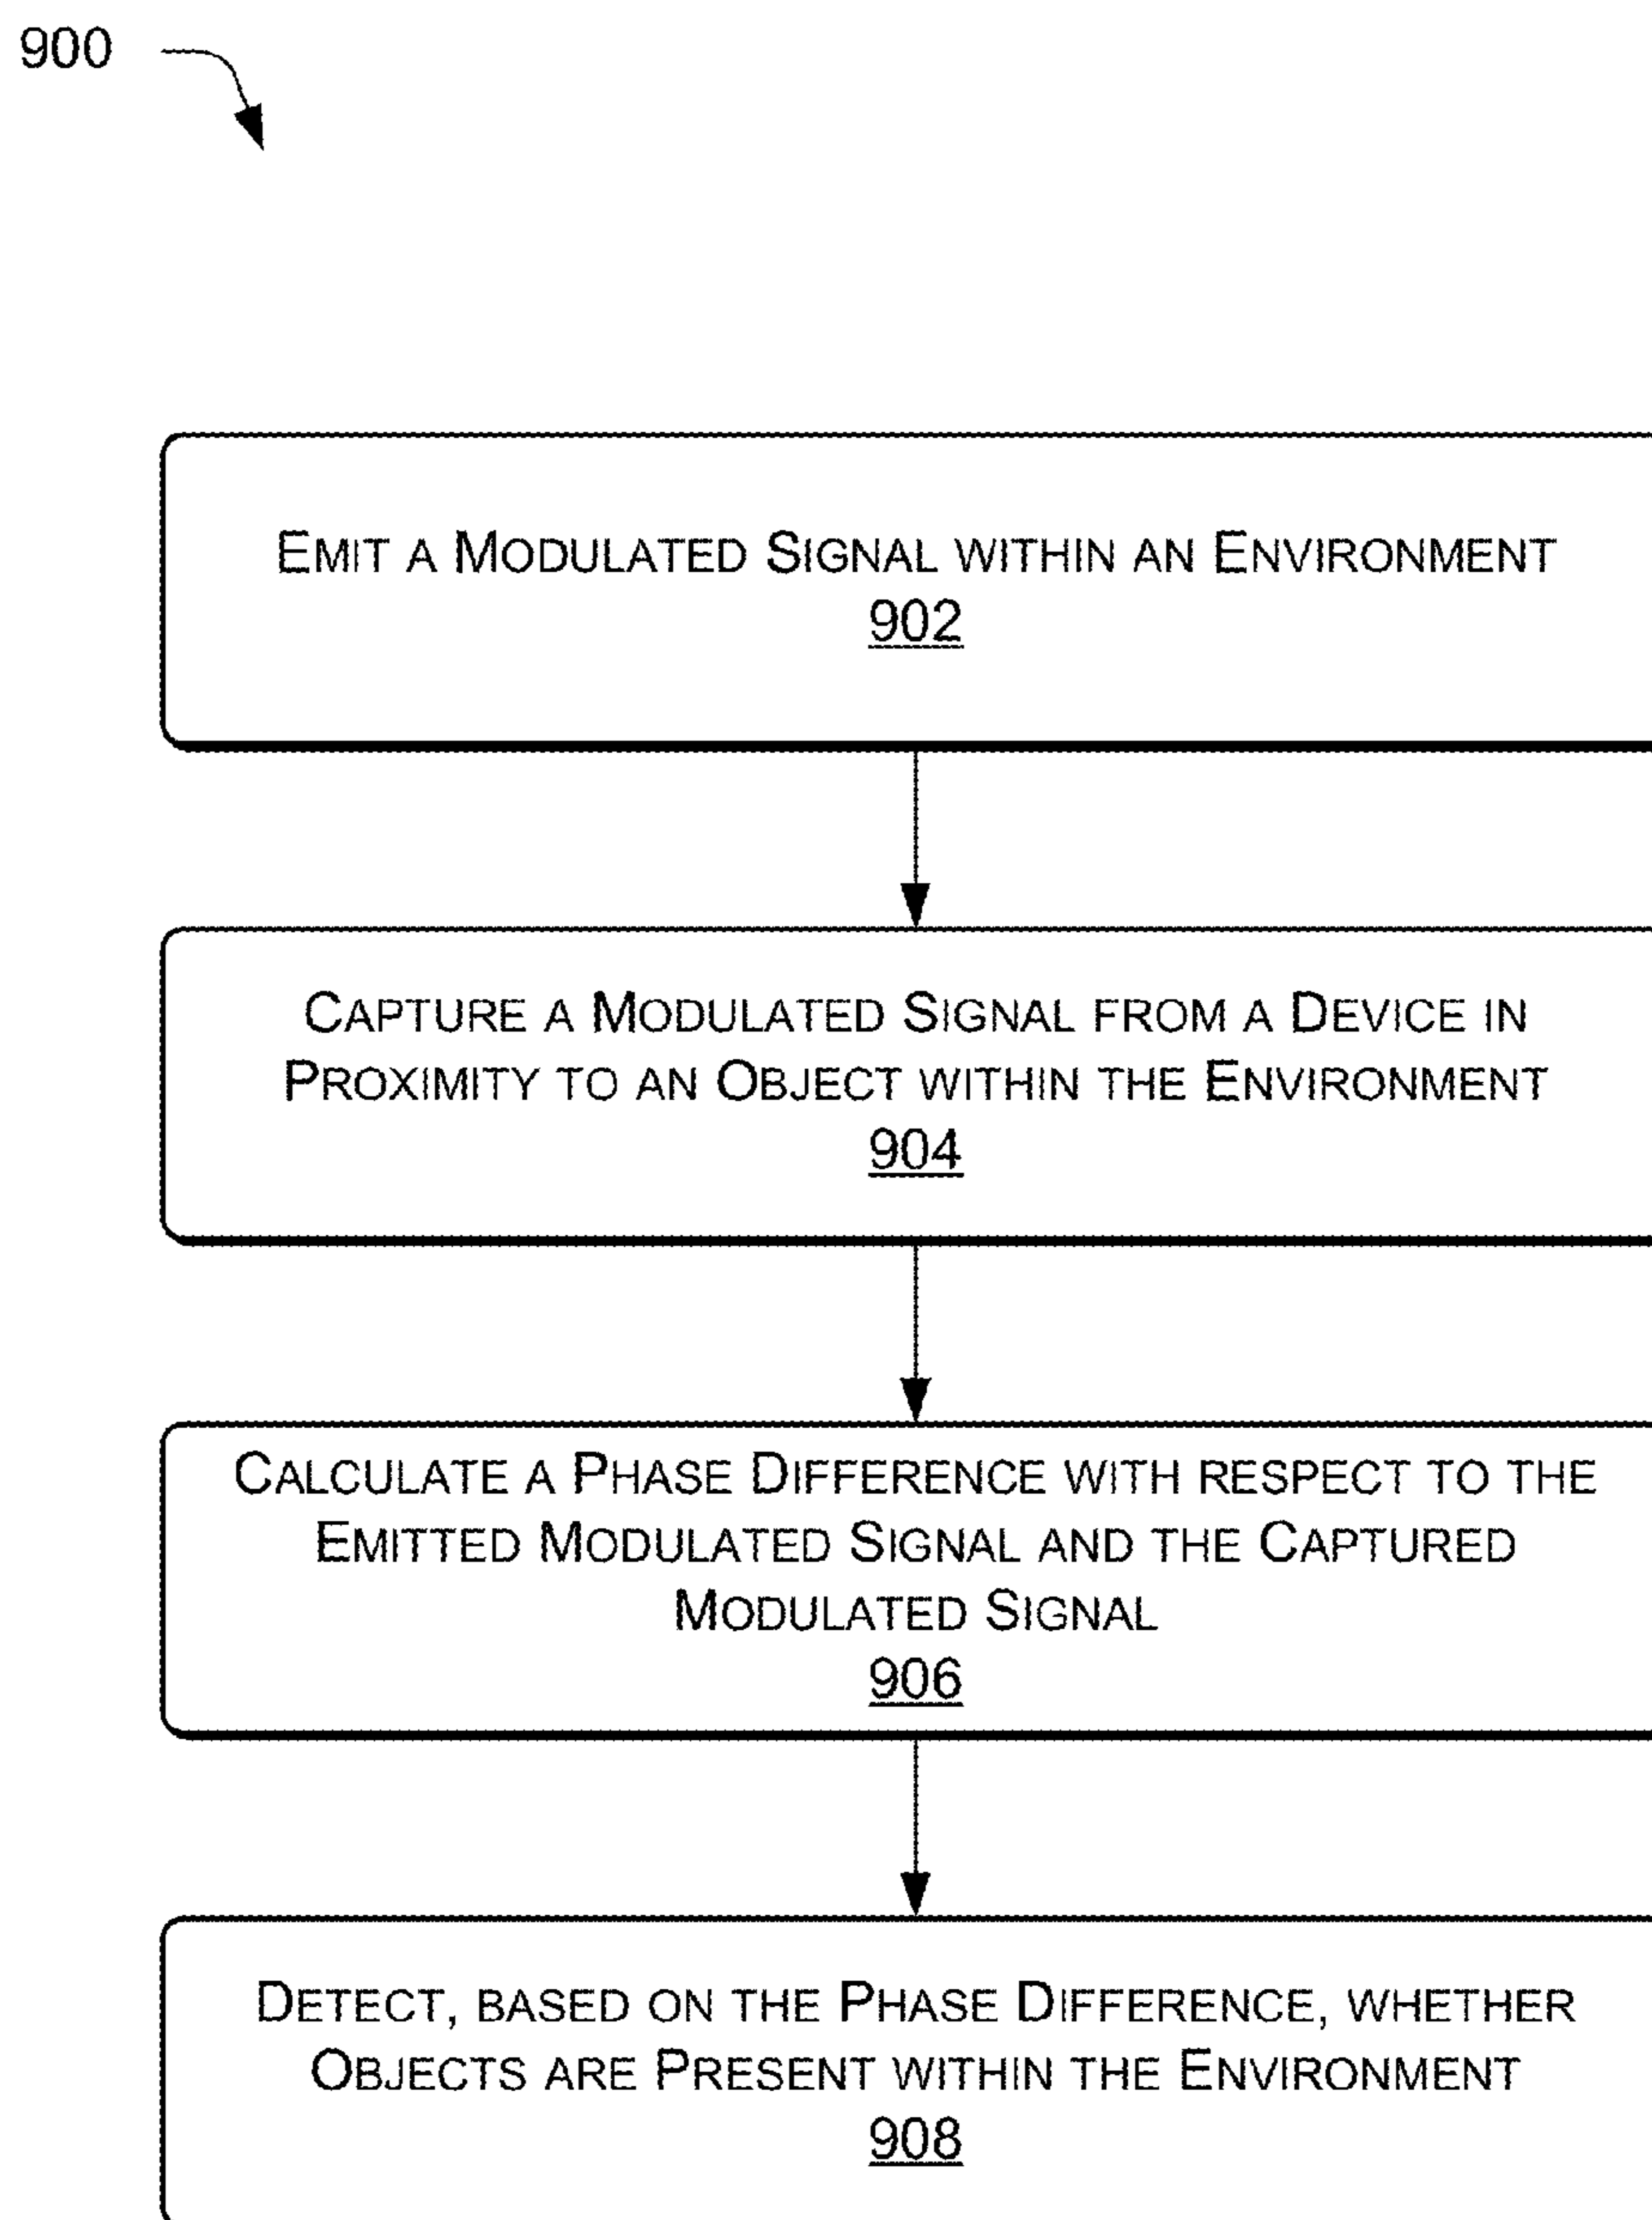 900
EMIT A MODULATED SIGNAL WITHIN AN ENVIRONMENT
902
CAPTURE A MODULATED SIGNAL FROM A DEVICE IN
PROXIMITY TO AN OBJECT WITHIN THE ENVIRONMENT
904
CALCULATE A PHASE DIFFERENCE WITH RESPECT TO THE
EMITTED MODULATED SIGNAL AND THE CAPTURED
MODULATED SIGNAL
906
DETECT, BASED ON THE PHASE DIFFERENCE, WHETHER
OBJECTS ARE PRESENT WITHIN THE ENVIRONMENT
908